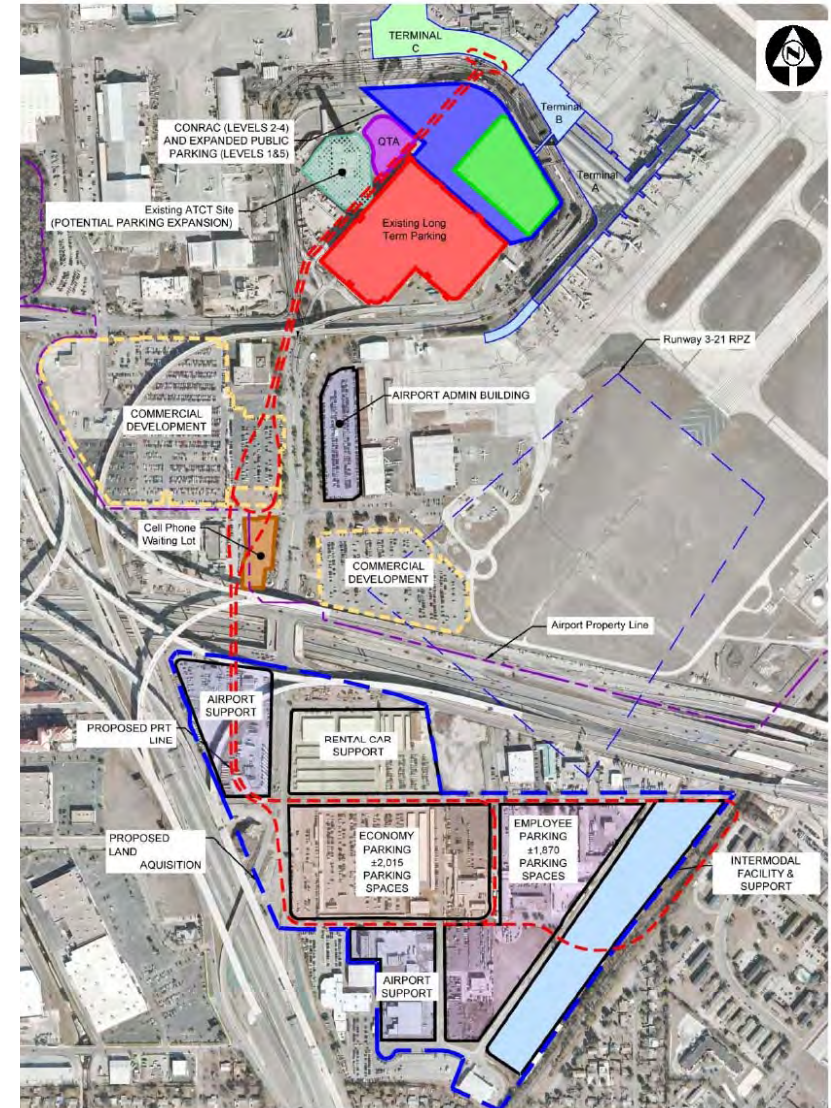 TERMINAL
C
N
CONRAC (LEVELS 2-4)
AND EXPANDED PUBLIC
PARKING (LEVELS 1&5)
QTA
Terminal
B
Terminal
A
Existing ATCT Site
(POTENTIAL PARKING EXPANSION)
Existing Long
Term Parking
Runway 3-21 RPZ
COMMERCIAL
DEVELOPMENT
AIRPORT ADMIN BUILDING
Cell Phone
Waiting Lot
COMMERCIAL
DEVELOPMENT
Airport Property Line
AIRPORT
SUPPORT
PROPOSED PRT
LINE
RENTAL CAR
SUPPORT
PROPOSED
LAND
AQUISITION
ECONOMY
PARKING
±2,015
PARKING
SPACES
EMPLOYEE
PARKING
±1,870
PARKING
SPACES
INTERMODAL
FACILITY &
SUPPORT
AIRPORT
SUPPORT